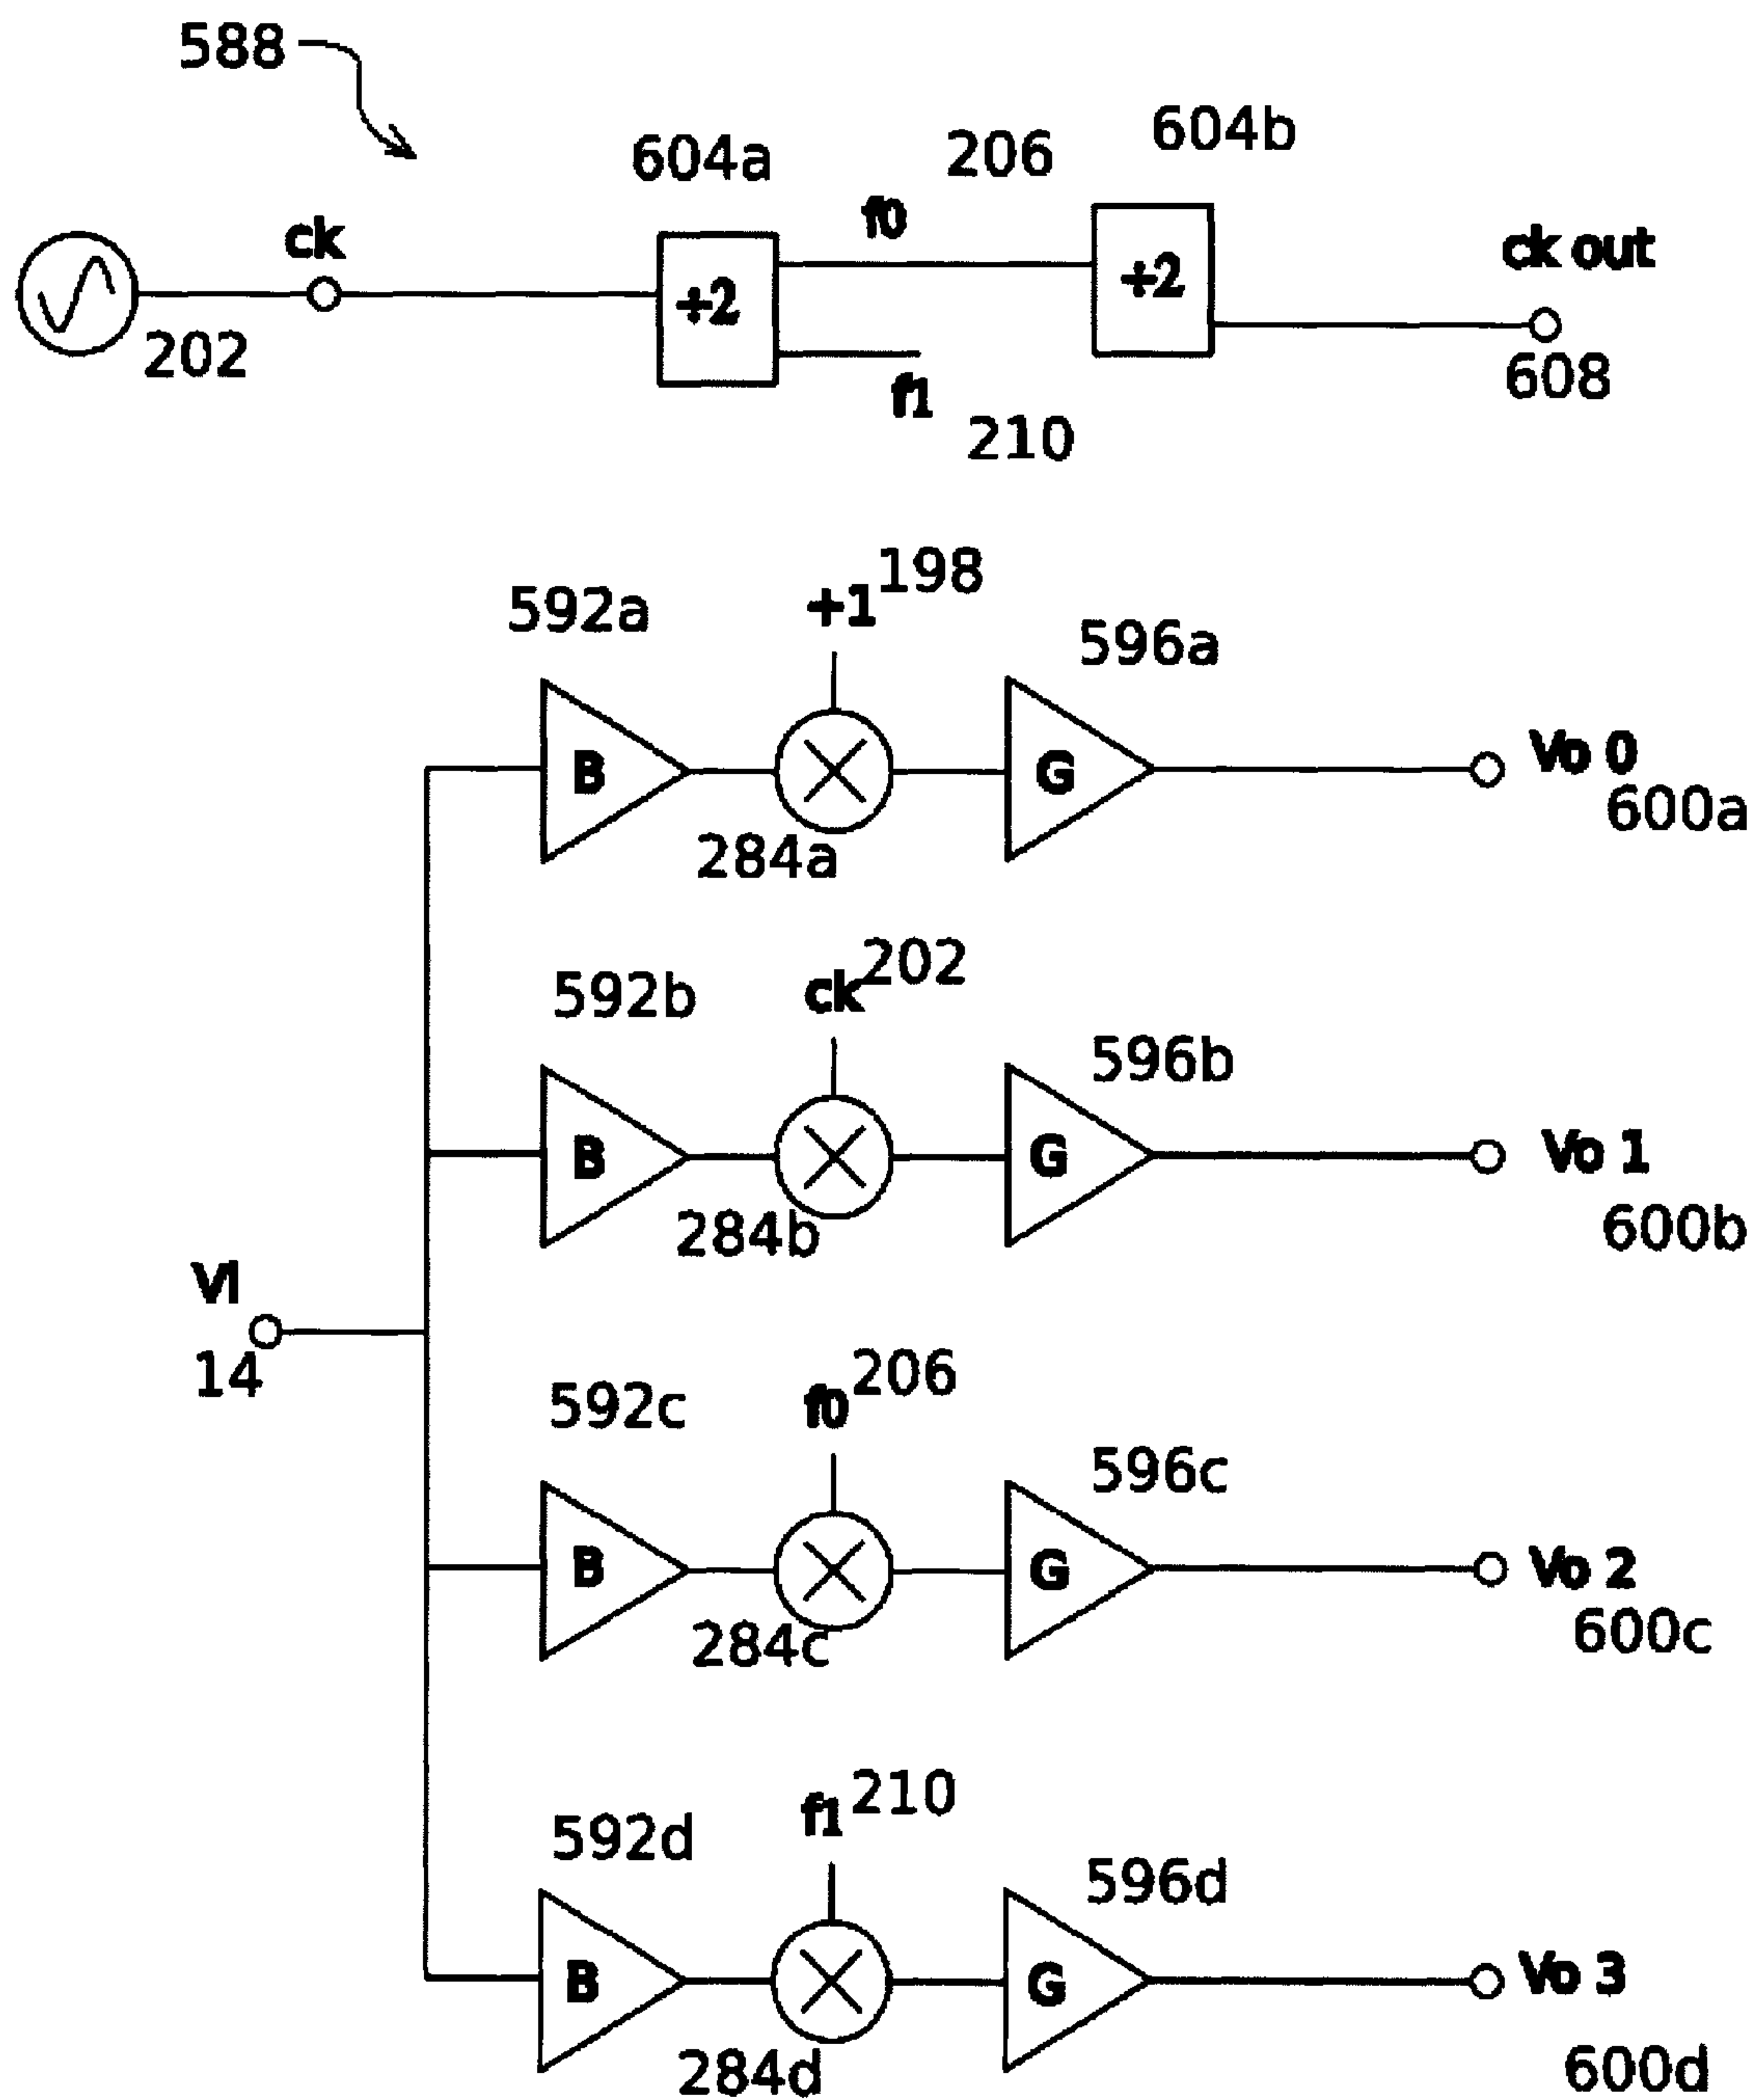 588
604a
206
604b
f0
ck
ck out
÷2
÷2
202
608
f1
210
592a
+1
198
596a
B
G
Vo 0
600a
284a
592b
ck
202
596b
B
G
Vo 1
284b
600b
VI
14
592c
f0
206
596c
B
G
Vo 2
284c
600c
592d
f1
210
596d
B
G
Vo 3
284d
600d